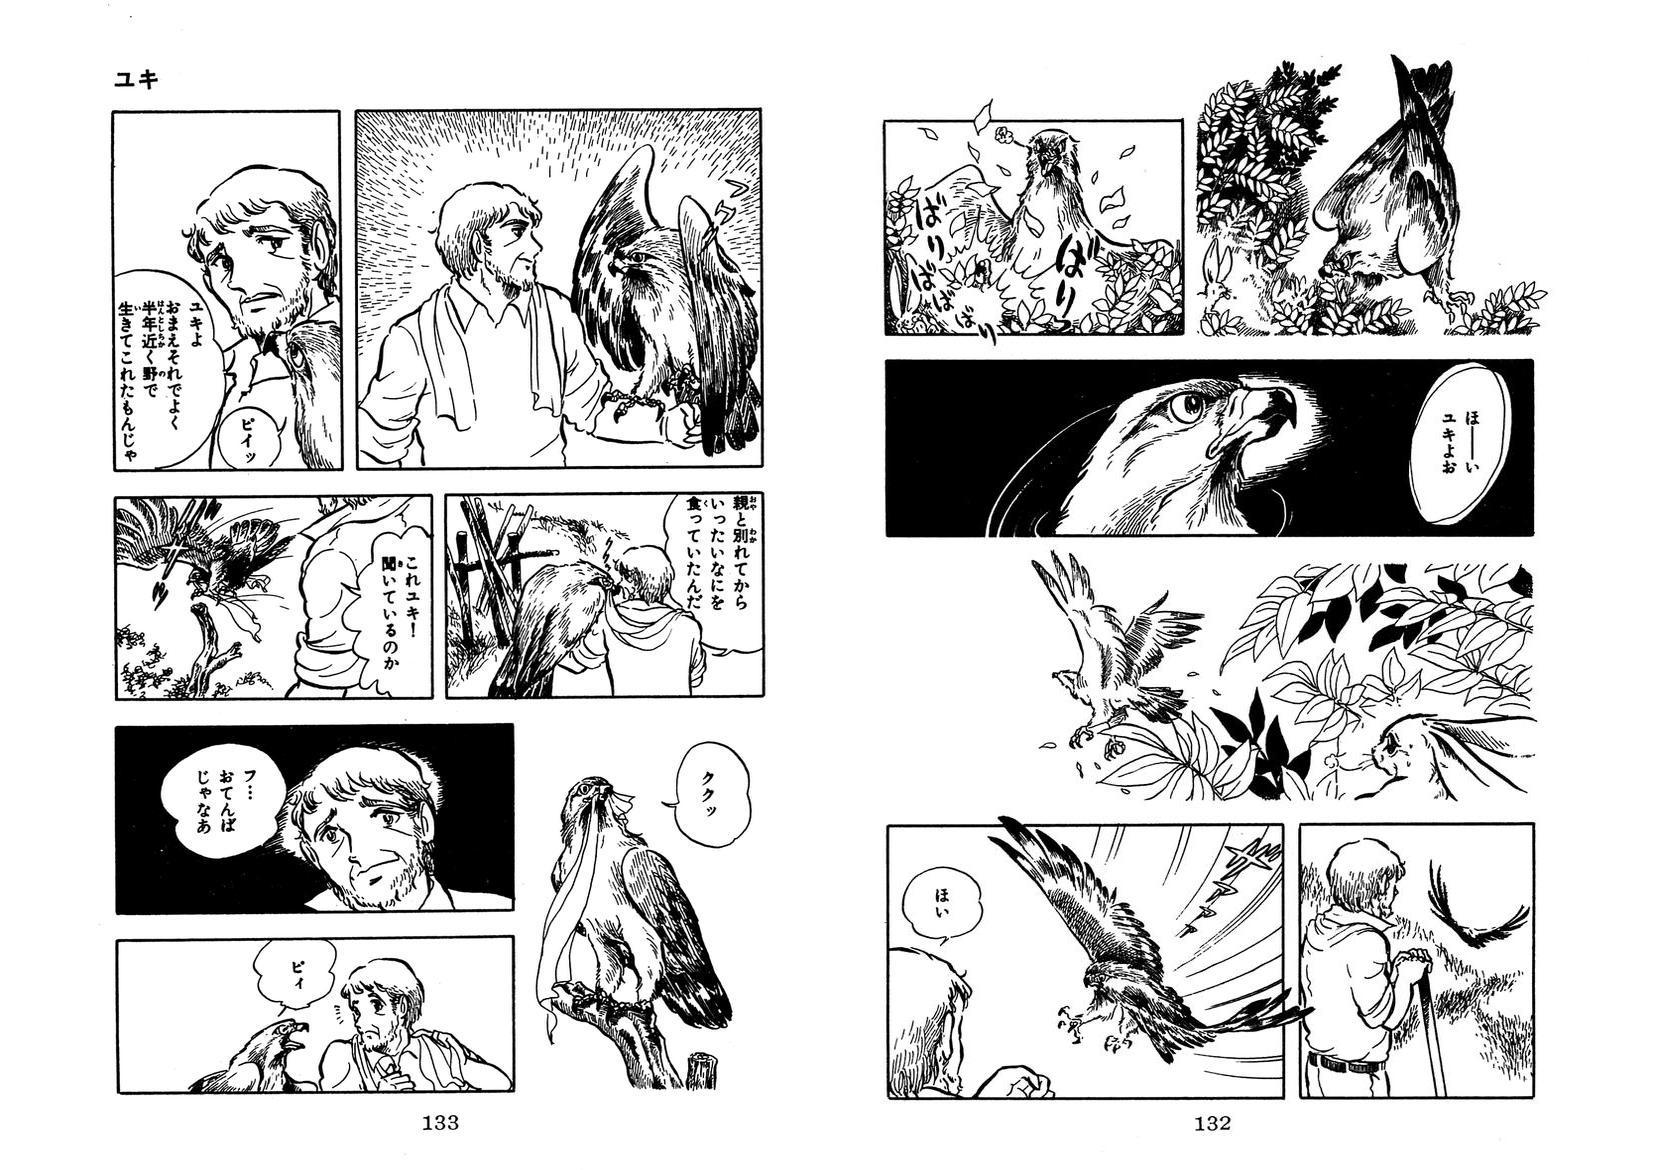 ばり
ばり
ばばばり
ほ――い
ユキよお
ほい
132
ユキ
ユキよ
おまえそれでよく
半年近く野で
生きてこれたもんじゃ
ピイッ
親と別れてから
いったいなにを
食っていたんだ
これユキ!
聞いているのか
ククッ
フ…
おてんば
じゃなあ
ピイ
133